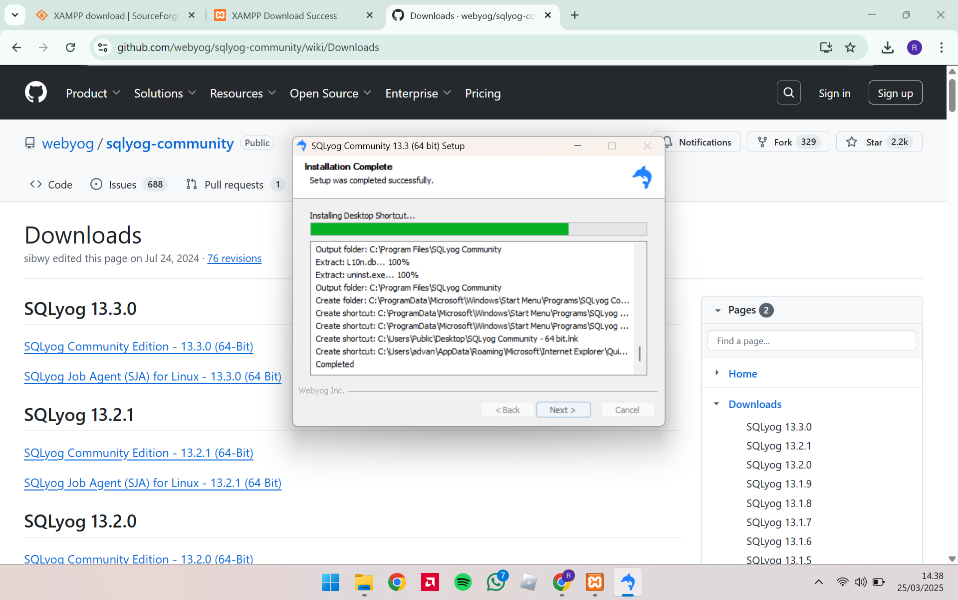 XAMPP download | SourceForg
XAMPP Download Success
Downloads · webyog/sqlyog-co
github.com/webyog/sqlyog-community/wiki/Downloads
R
Product
Solutions
Resources
Open Source
Enterprise
Pricing
Sign in
Sign up
webyog / sqlyog-community
Public
Notifications
Fork 329
Star 2.2k
Code
Issues 688
Pull requests 1
Downloads
sibwy edited this page on Jul 24, 2024 · 76 revisions
SQLyog 13.3.0
SQLyog Community Edition - 13.3.0 (64-Bit)
SQLyog Job Agent (SJA) for Linux - 13.3.0 (64 Bit)
SQLyog 13.2.1
SQLyog Community Edition - 13.2.1 (64-Bit)
SQLyog Job Agent (SJA) for Linux - 13.2.1 (64 Bit)
SQLyog 13.2.0
SQLyog Community Edition - 13.2.0 (64-Bit)
SQLyog Community 13.3 (64 bit) Setup
Installation Complete
Setup was completed successfully.
Installing Desktop Shortcut...
Output folder: C:\Program Files\SQLyog Community
Extract: L10n.db... 100%
Extract: uninst.exe... 100%
Output folder: C:\Program Files\SQLyog Community
Create folder: C:\ProgramData\Microsoft\Windows\Start Menu\Programs\SQLyog Co...
Create shortcut: C:\ProgramData\Microsoft\Windows\Start Menu\Programs\SQLyog ...
Create shortcut: C:\ProgramData\Microsoft\Windows\Start Menu\Programs\SQLyog ...
Create shortcut: C:\Users\Public\Desktop\SQLyog Community - 64 bit.lnk
Create shortcut: C:\Users\advan\AppData\Roaming\Microsoft\Internet Explorer\Qui...
Completed
Webyog Inc.
< Back
Next >
Cancel
Pages 2
Find a page...
Home
Downloads
SQLyog 13.3.0
SQLyog 13.2.1
SQLyog 13.2.0
SQLyog 13.1.9
SQLyog 13.1.8
SQLyog 13.1.7
SQLyog 13.1.6
SQLyog 13.1.5
7
R
14.38
25/03/2025